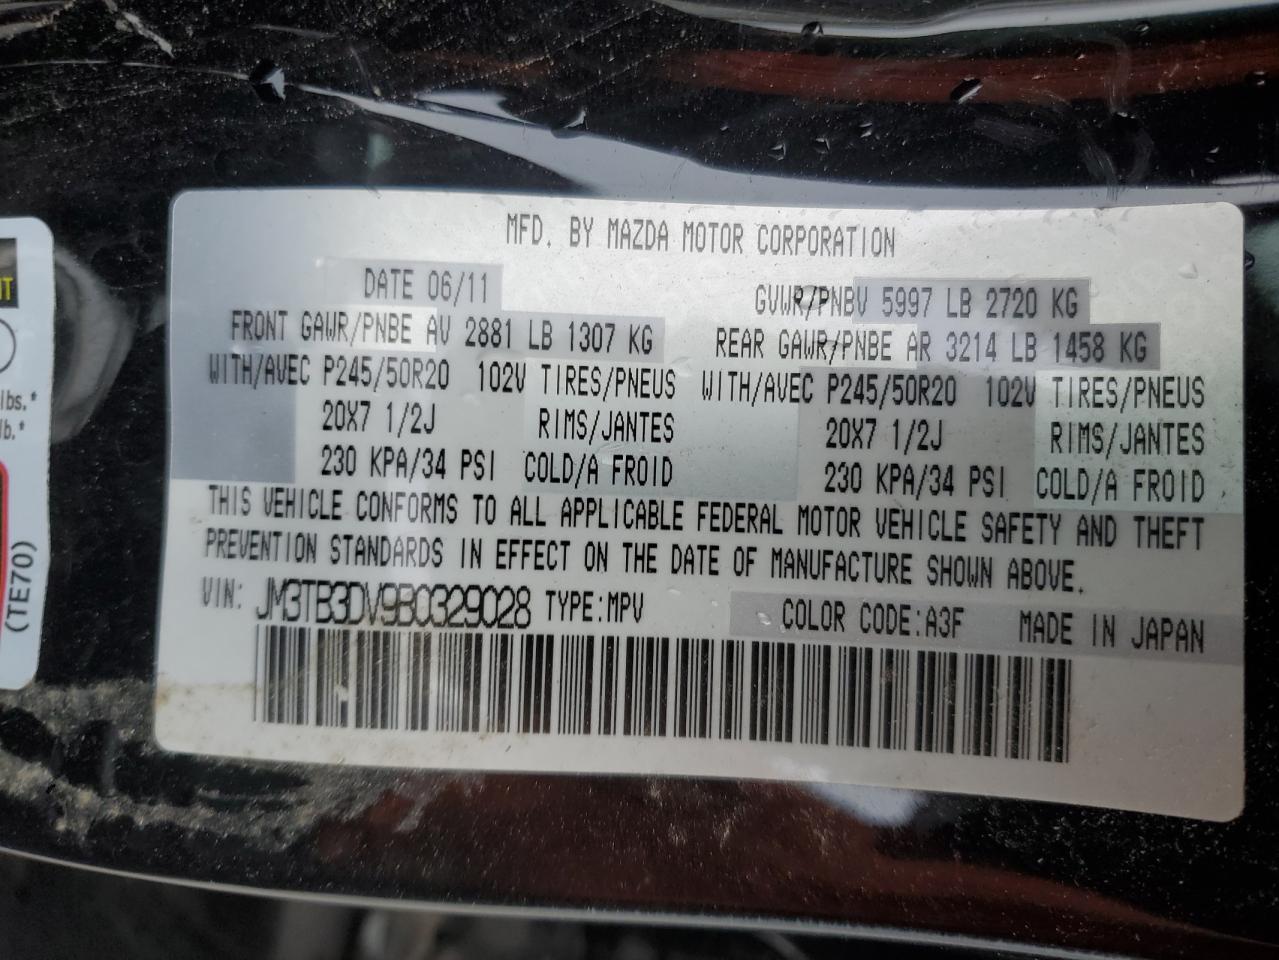 MFD. BY MAZDA MOTOR CORPORATION
DATE 06/11 GVWR/PNBV 5997 LB 2720 KG
FRONT GAWR/PNBE AV 2881 LB 1307 KG REAR GAWR/PNBE AR 3214 LB 1458 KG
WITH/AVEC P245/50R20 102V TIRES/PNEUS WITH/AVEC P245/50R20 102V TIRES/PNEUS
20X7 1/2J RIMS/JANTES 20X7 1/2J RIMS/JANTES
230 KPA/34 PSI COLD/A FROID 230 KPA/34 PSI COLD/A FROID
THIS VEHICLE CONFORMS TO ALL APPLICABLE FEDERAL MOTOR VEHICLE SAFETY AND THEFT
PREVENTION STANDARDS IN EFFECT ON THE DATE OF MANUFACTURE SHOWN ABOVE.
VIN: JM3TB3DV9B0329028 TYPE:MPV COLOR CODE:A3F MADE IN JAPAN
lbs.*
lb.*
(TE70)